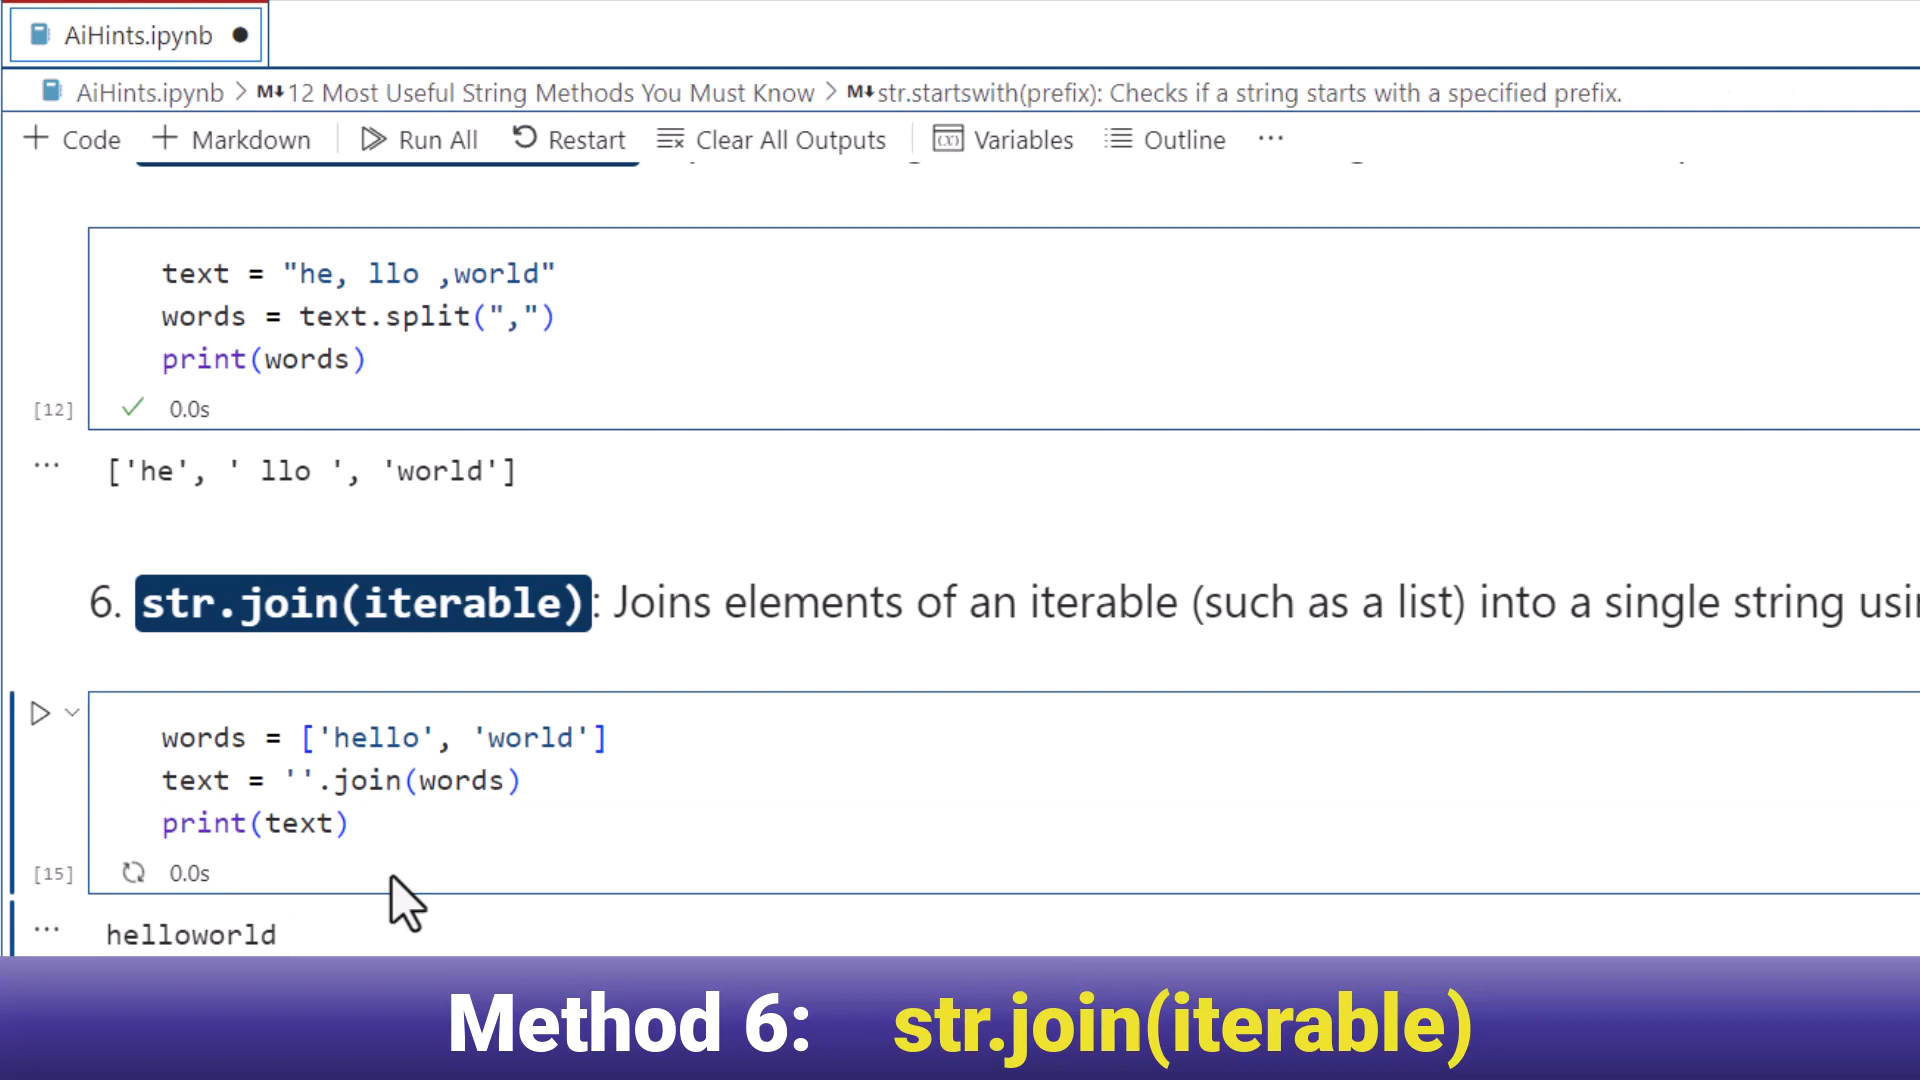 AiHints.ipynb
AiHints.ipynb > M↓ 12 Most Useful String Methods You Must Know > M↓ str.startswith(prefix): Checks if a string starts with a specified prefix.
+ Code + Markdown Run All Restart Clear All Outputs Variables Outline ...
text = "he, llo ,world"
words = text.split(",")
print(words)
[12] ✓ 0.0s
... ['he', ' llo ', 'world']
6. str.join(iterable): Joins elements of an iterable (such as a list) into a single string
words = ['hello', 'world']
text = ''.join(words)
print(text)
[15] 0.0s
... helloworld
Method 6: str.join(iterable)